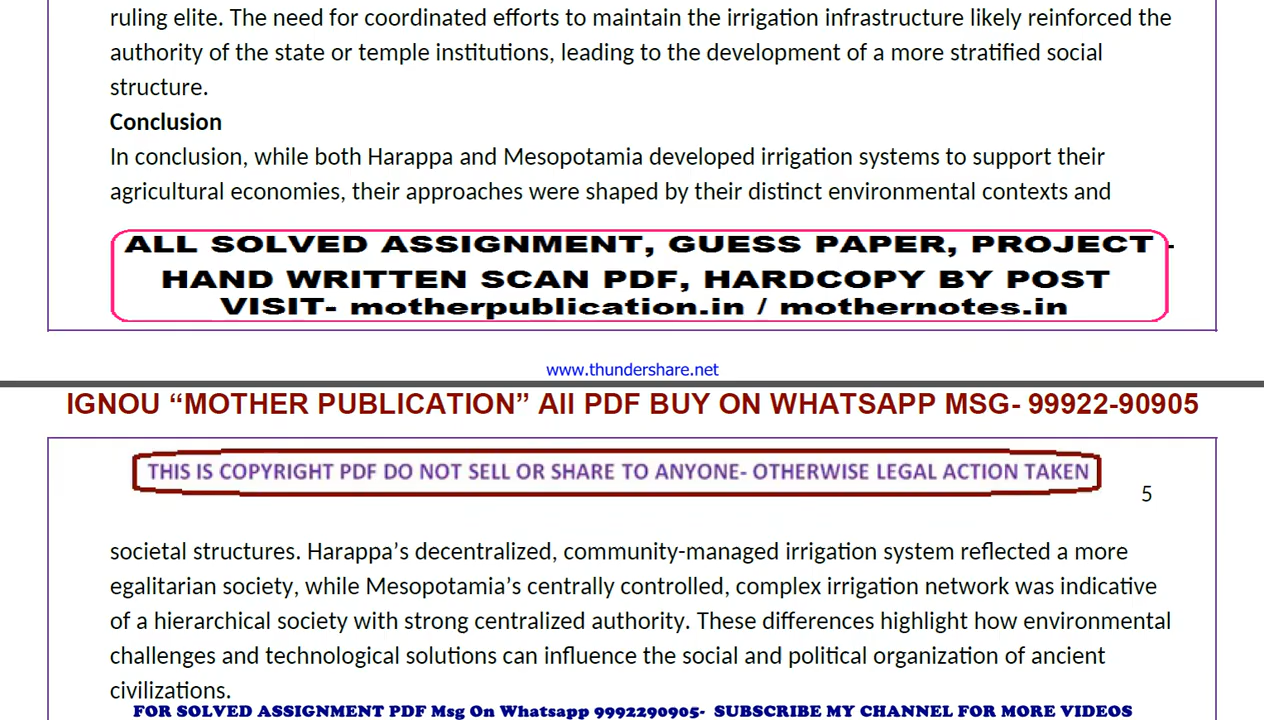 ruling elite. The need for coordinated efforts to maintain the irrigation infrastructure likely reinforced the
authority of the state or temple institutions, leading to the development of a more stratified social
structure.
Conclusion
In conclusion, while both Harappa and Mesopotamia developed irrigation systems to support their
agricultural economies, their approaches were shaped by their distinct environmental contexts and
ALL SOLVED ASSIGNMENT, GUESS PAPER, PROJECT -
HAND WRITTEN SCAN PDF, HARDCOPY BY POST
VISIT- motherpublication.in / mothernotes.in
www.thundershare.net
IGNOU “MOTHER PUBLICATION” All PDF BUY ON WHATSAPP MSG- 99922-90905
THIS IS COPYRIGHT PDF DO NOT SELL OR SHARE TO ANYONE- OTHERWISE LEGAL ACTION TAKEN
5
societal structures. Harappa’s decentralized, community-managed irrigation system reflected a more
egalitarian society, while Mesopotamia’s centrally controlled, complex irrigation network was indicative
of a hierarchical society with strong centralized authority. These differences highlight how environmental
challenges and technological solutions can influence the social and political organization of ancient
civilizations.
FOR SOLVED ASSIGNMENT PDF Msg On Whatsapp 9992290905- SUBSCRIBE MY CHANNEL FOR MORE VIDEOS